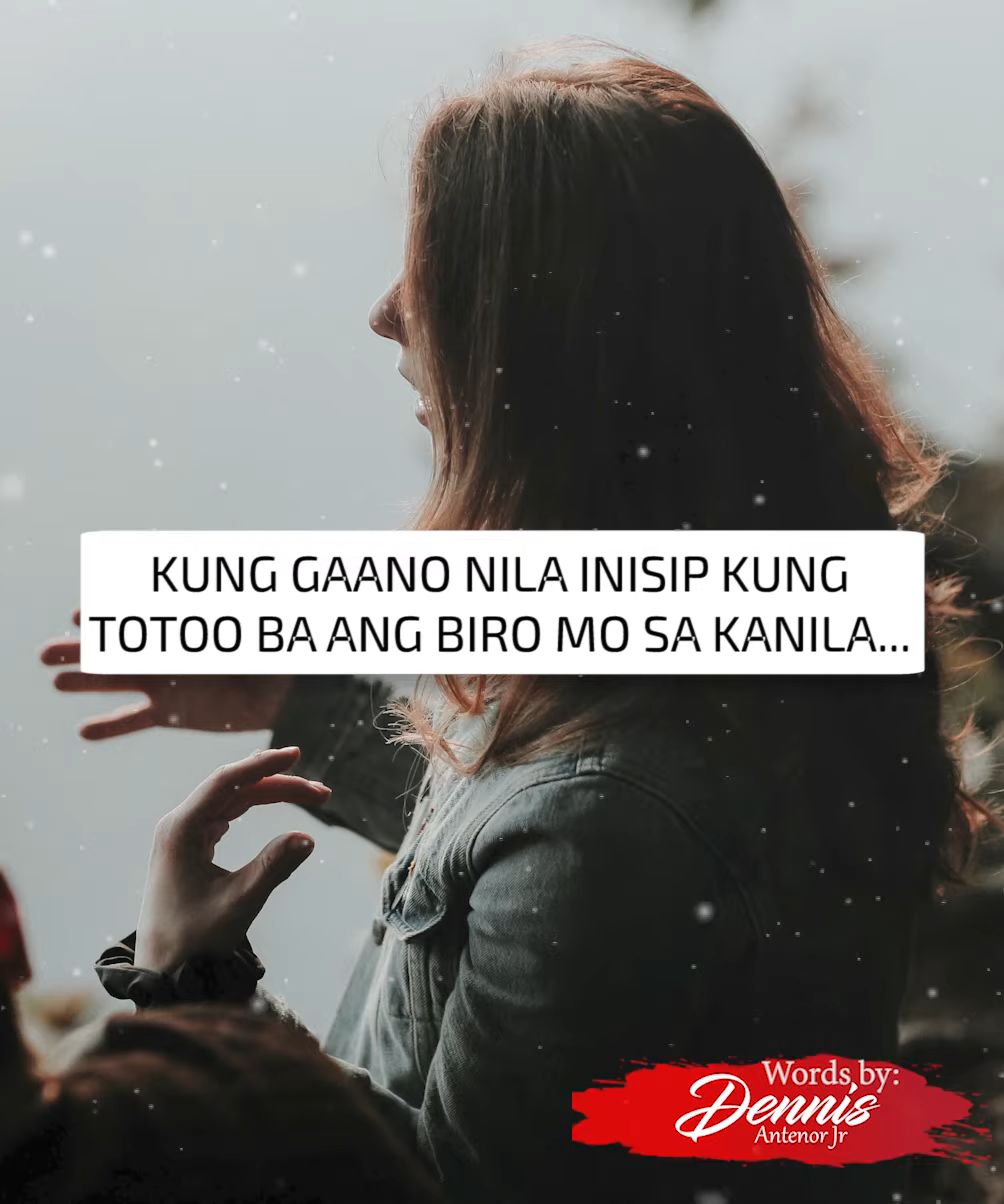 KUNG GAANO NILA INISIP KUNG
TOTOO BA ANG BIRO MO SA KANILA...
Words by:
Dennis
Antenor Jr